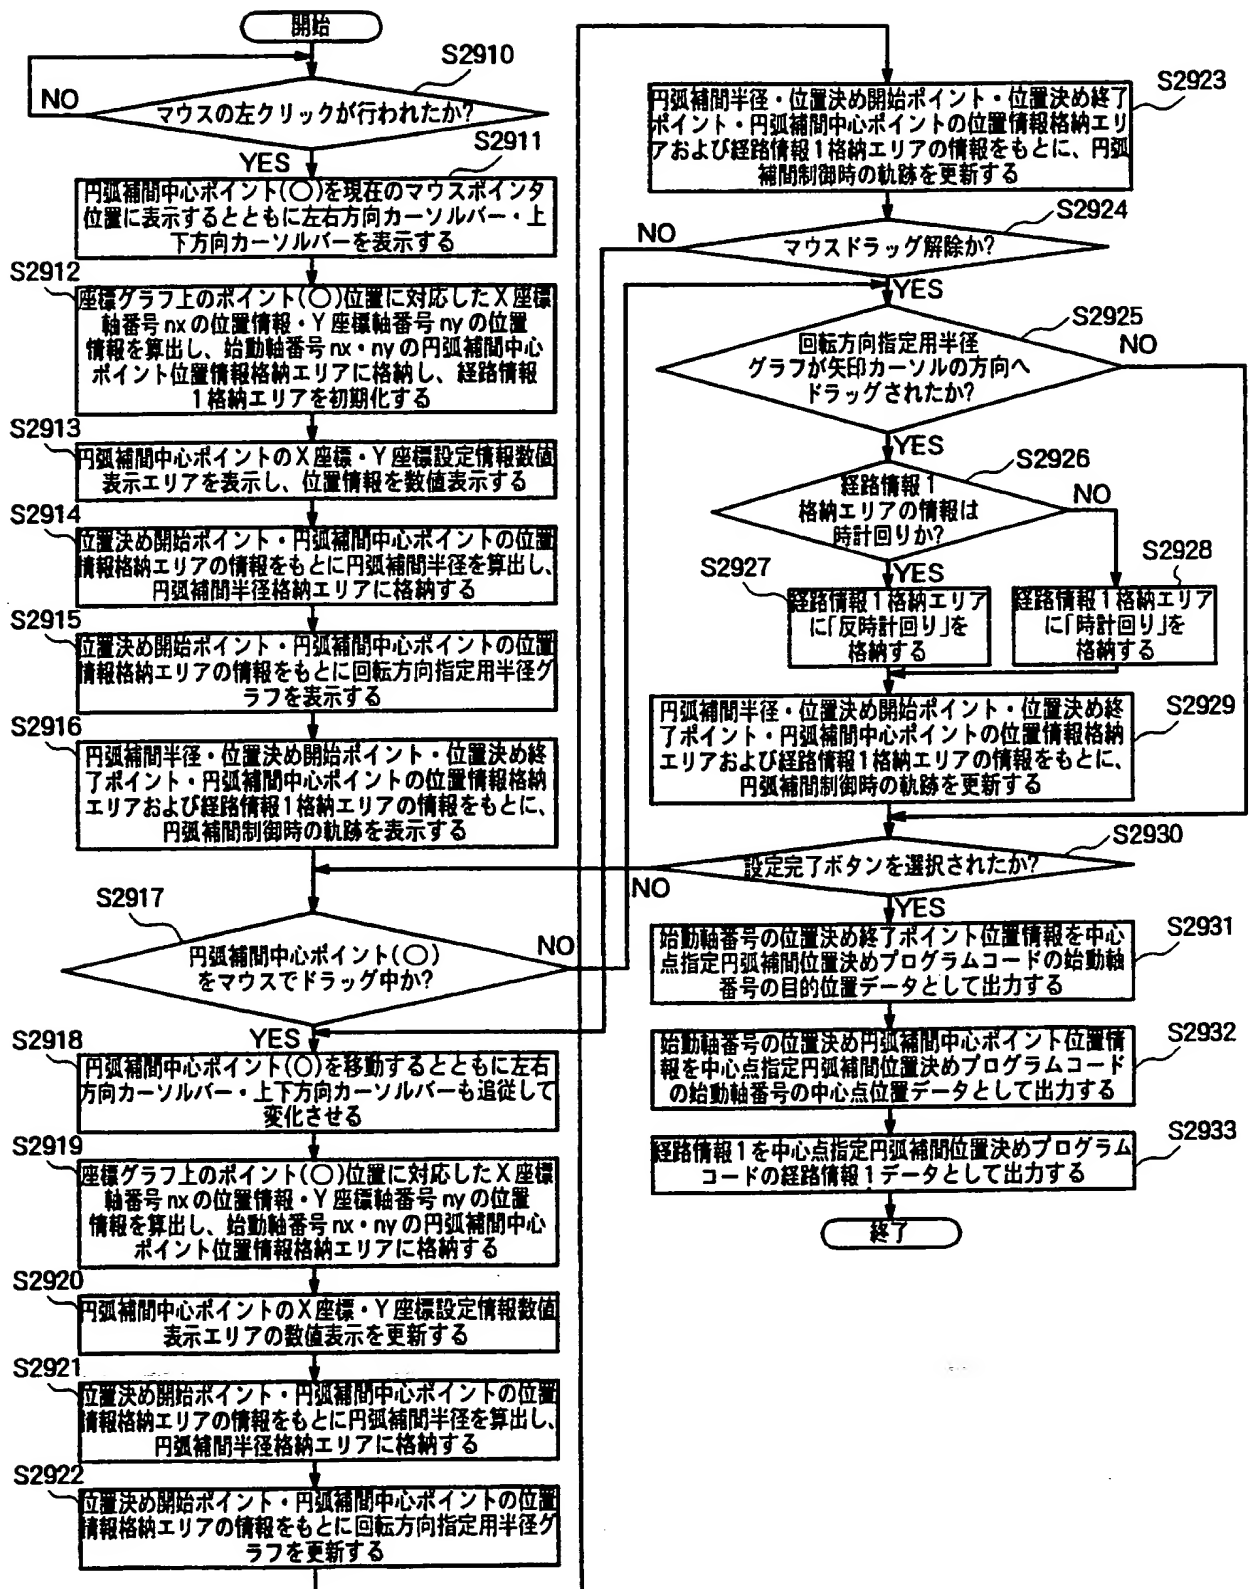 開始
S2910
マウスの左クリックが行われたか?
NO
YES
S2911
円弧補間中心ポイント(○)を現在のマウスポインタ
位置に表示するとともに左右方向カーソルバー・上
下方向カーソルバーを表示する
S2912
座標グラフ上のポイント(○)位置に対応したX座標
軸番号nxの位置情報・Y座標軸番号nyの位置
情報を算出し、始動軸番号nx・nyの円弧補間中心
ポイント位置情報格納エリアに格納し、経路情報
1格納エリアを初期化する
S2913
円弧補間中心ポイントのX座標・Y座標設定情報数値
表示エリアを表示し、位置情報を数値表示する
S2914
位置決め開始ポイント・円弧補間中心ポイントの位置
情報格納エリアの情報をもとに円弧補間半径を算出し、
円弧補間半径格納エリアに格納する
S2915
位置決め開始ポイント・円弧補間中心ポイントの位置
情報格納エリアの情報をもとに回転方向指定用半径グ
ラフを表示する
S2916
円弧補間半径・位置決め開始ポイント・位置決め終
了ポイント・円弧補間中心ポイントの位置情報格納
エリアおよび経路情報1格納エリアの情報をもとに、
円弧補間制御時の軌跡を表示する
S2917
円弧補間中心ポイント(○)
をマウスでドラッグ中か?
NO
YES
S2918
円弧補間中心ポイント(○)を移動するとともに左右
方向カーソルバー・上下方向カーソルバーも追従して
変化させる
S2919
座標グラフ上のポイント(○)位置に対応したX座標
軸番号nxの位置情報・Y座標軸番号nyの位置
情報を算出し、始動軸番号nx・nyの円弧補間中心
ポイント位置情報格納エリアに格納する
S2920
円弧補間中心ポイントのX座標・Y座標設定情報数値
表示エリアの数値表示を更新する
S2921
位置決め開始ポイント・円弧補間中心ポイントの位置
情報格納エリアの情報をもとに円弧補間半径を算出し、
円弧補間半径格納エリアに格納する
S2922
位置決め開始ポイント・円弧補間中心ポイントの位置
情報格納エリアの情報をもとに回転方向指定用半径グ
ラフを更新する
S2923
円弧補間半径・位置決め開始ポイント・位置決め終了
ポイント・円弧補間中心ポイントの位置情報格納エリ
アおよび経路情報1格納エリアの情報をもとに、円弧
補間制御時の軌跡を更新する
S2924
マウスドラッグ解除か?
NO
YES
S2925
回転方向指定用半径
グラフが矢印カーソルの方向へ
ドラッグされたか?
NO
YES
S2926
経路情報1
格納エリアの情報は
時計回りか?
NO
YES
S2927
経路情報1格納エリア
に「反時計回り」を
格納する
S2928
経路情報1格納エリア
に「時計回り」を
格納する
S2929
円弧補間半径・位置決め開始ポイント・位置決め終
了ポイント・円弧補間中心ポイントの位置情報格納
エリアおよび経路情報1格納エリアの情報をもとに、
円弧補間制御時の軌跡を更新する
S2930
設定完了ボタンを選択されたか?
NO
YES
S2931
始動軸番号の位置決め終了ポイント位置情報を中心
点指定円弧補間位置決めプログラムコードの始動軸
番号の目的位置データとして出力する
S2932
始動軸番号の位置決め円弧補間中心ポイント位置情
報を中心点指定円弧補間位置決めプログラムコード
の始動軸番号の中心点位置データとして出力する
S2933
経路情報1を中心点指定円弧補間位置決めプログラム
コードの経路情報1データとして出力する
終了